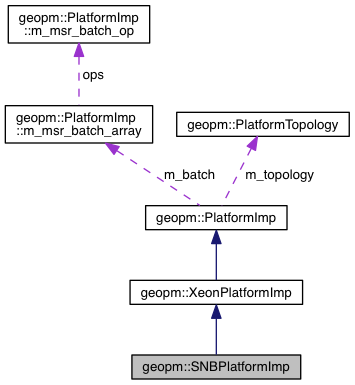 geopm::PlatformImp
::m_msr_batch_op
ops
geopm::PlatformImp
::m_msr_batch_array
geopm::PlatformTopology
m_batch
m_topology
geopm::PlatformImp
geopm::XeonPlatformImp
geopm::SNBPlatformImp